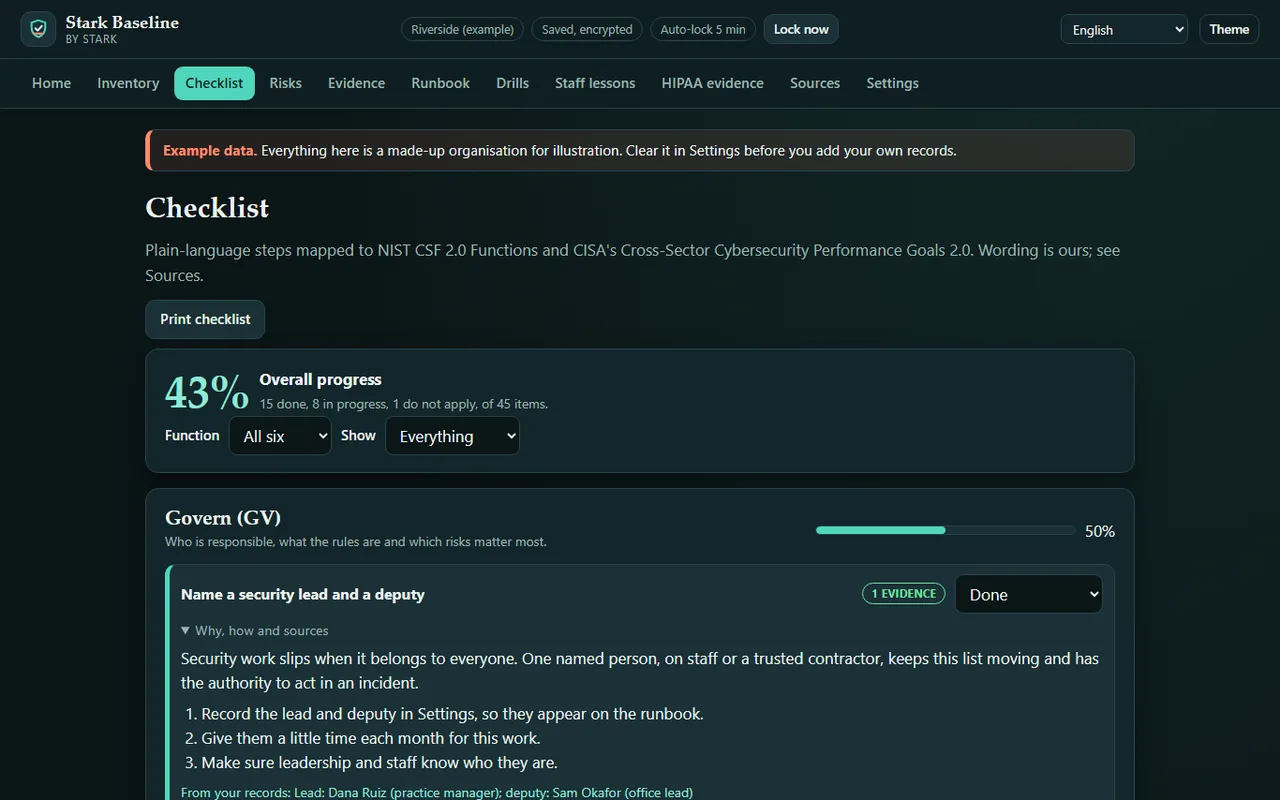 Stark Baseline
BY STARK
Riverside (example)
Saved, encrypted
Auto-lock 5 min
Lock now
English
Theme
Home
Inventory
Checklist
Risks
Evidence
Runbook
Drills
Staff lessons
HIPAA evidence
Sources
Settings
Example data. Everything here is a made-up organisation for illustration. Clear it in Settings before you add your own records.
Checklist
Plain-language steps mapped to NIST CSF 2.0 Functions and CISA's Cross-Sector Cybersecurity Performance Goals 2.0. Wording is ours; see
Sources.
Print checklist
43%
Overall progress
15 done, 8 in progress, 1 do not apply, of 45 items.
Function
All six
Show
Everything
Govern (GV)
Who is responsible, what the rules are and which risks matter most.
50%
Name a security lead and a deputy
1 EVIDENCE
Done
Why, how and sources
Security work slips when it belongs to everyone. One named person, on staff or a trusted contractor, keeps this list moving and has
the authority to act in an incident.
1. Record the lead and deputy in Settings, so they appear on the runbook.
2. Give them a little time each month for this work.
3. Make sure leadership and staff know who they are.
From your records: Lead: Dana Ruiz (practice manager); deputy: Sam Okafor (office lead)